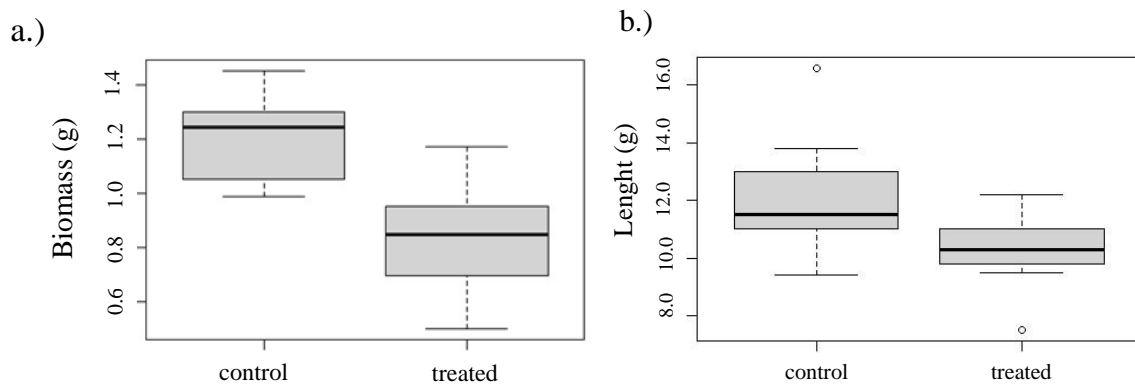 a.)
Biomass (g)
1.4
1.2
1.0
0.8
0.6
control
treated
b.)
Lenght (g)
16.0
14.0
12.0
10.0
8.0
control
treated